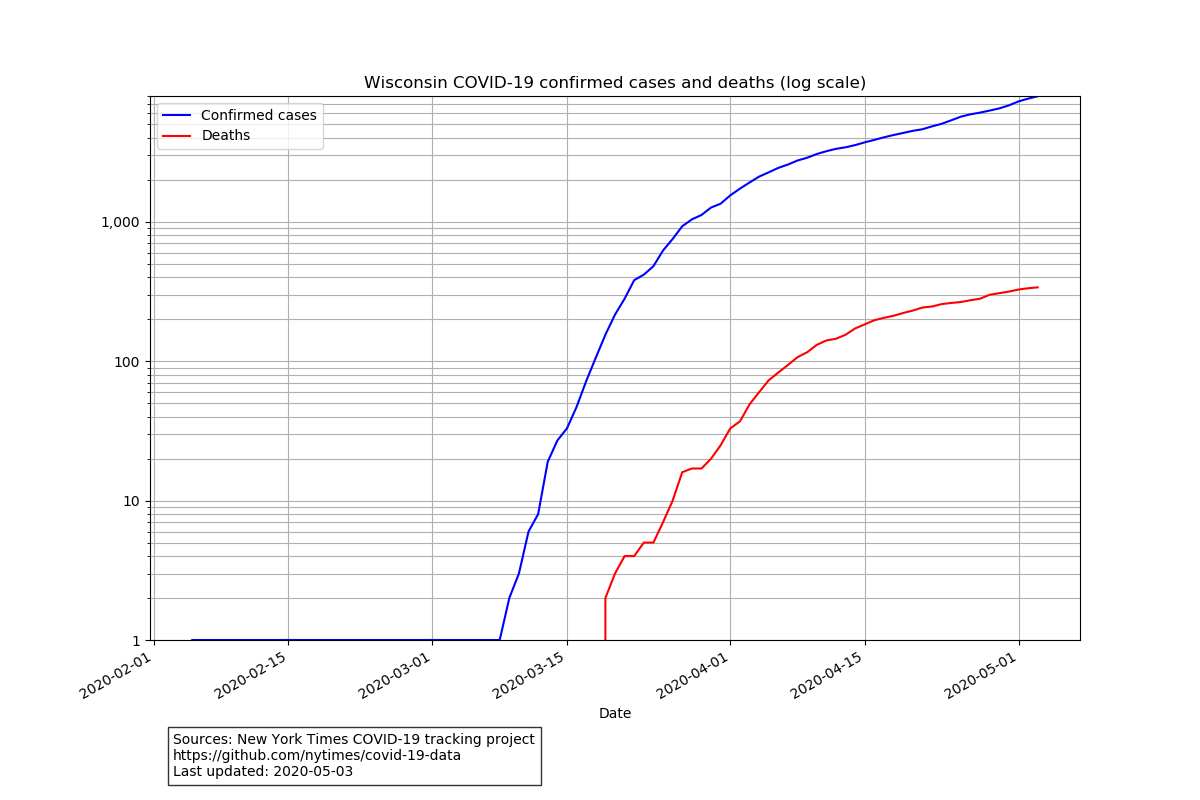 Wisconsin COVID-19 confirmed cases and deaths (log scale)
Confirmed cases
Deaths
1,000
100
10
1
2020-02-01
2020-02-15
2020-03-01
2020-03-15
2020-04-01
2020-04-15
2020-05-01
Date
Sources: New York Times COVID-19 tracking project
https://github.com/nytimes/covid-19-data
Last updated: 2020-05-03